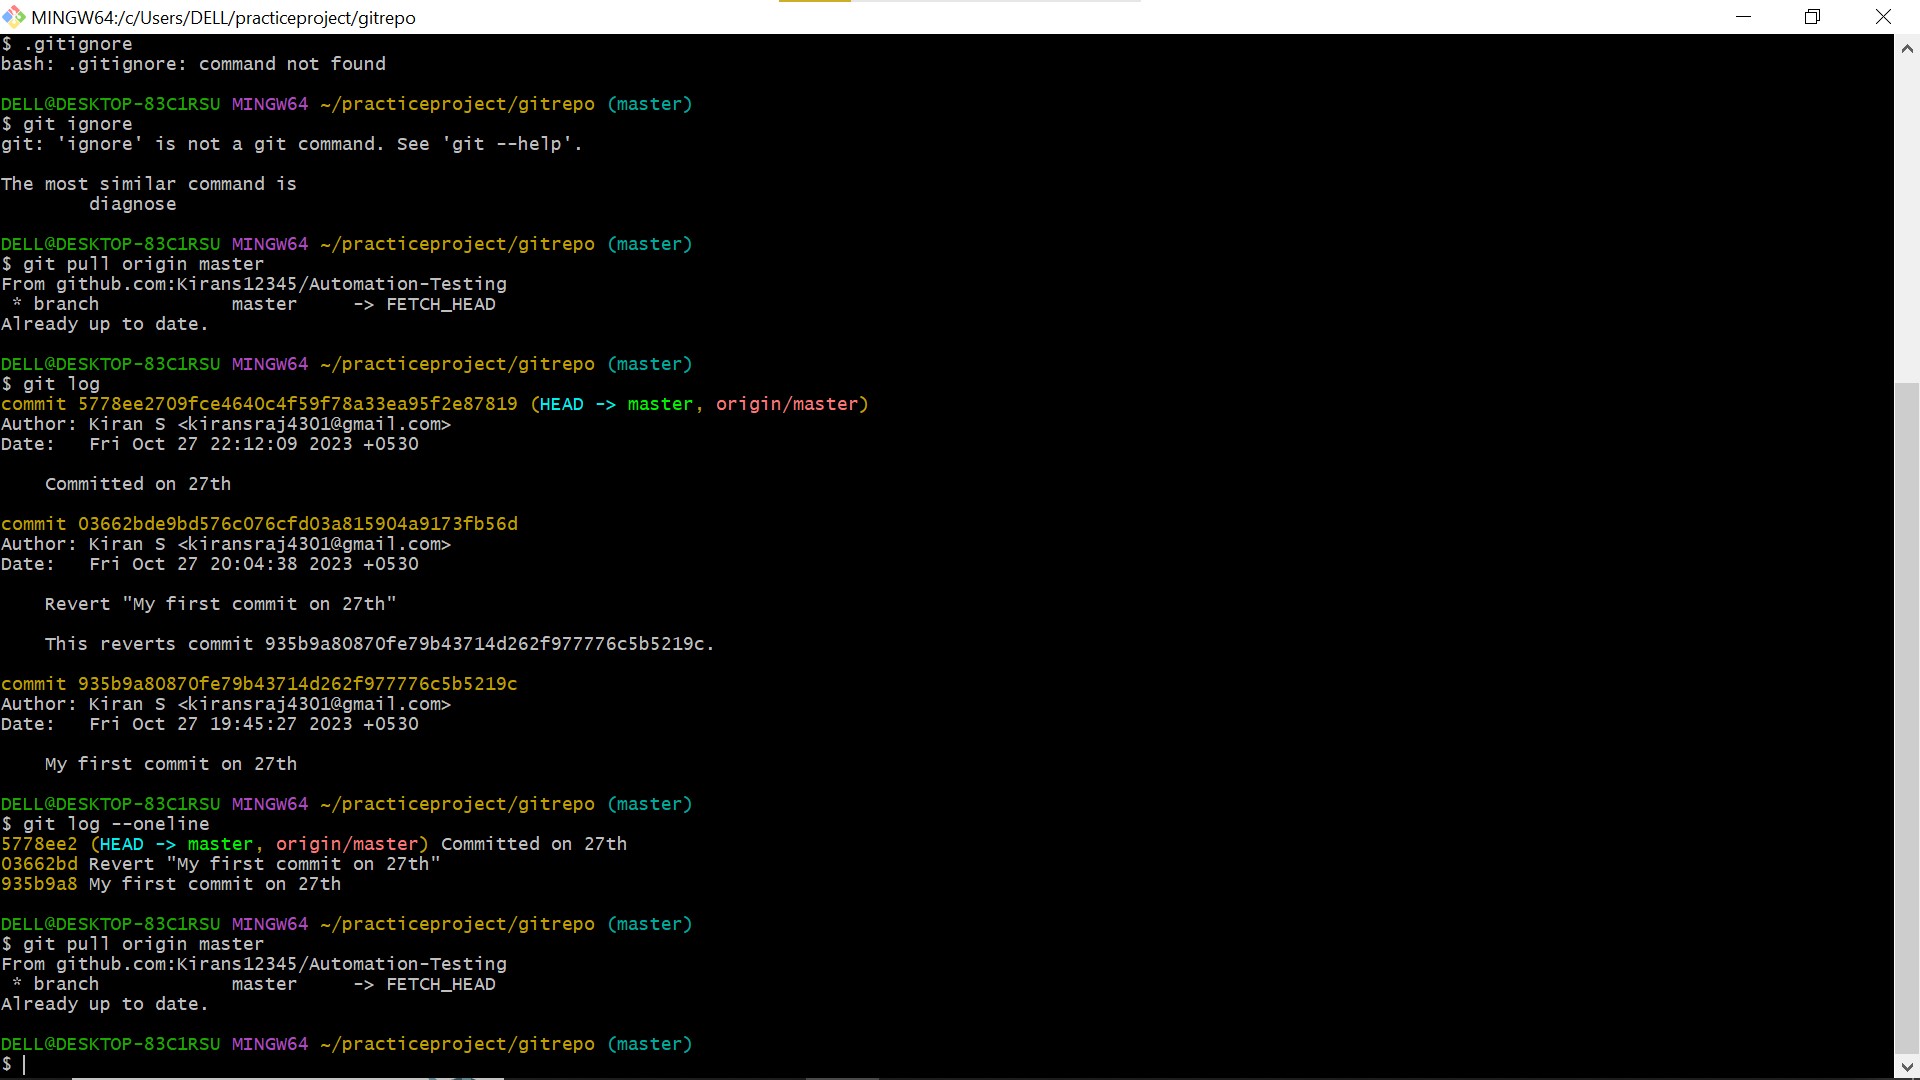 MINGW64:/c/Users/DELL/practiceproject/gitrepo
$ .gitignore
bash: .gitignore: command not found
DELL@DESKTOP-83C1RSU MINGW64 ~/practiceproject/gitrepo (master)
$ git ignore
git: 'ignore' is not a git command. See 'git --help'.
The most similar command is
diagnose
DELL@DESKTOP-83C1RSU MINGW64 ~/practiceproject/gitrepo (master)
$ git pull origin master
From github.com:Kirans12345/Automation-Testing
* branch            master     -> FETCH_HEAD
Already up to date.
DELL@DESKTOP-83C1RSU MINGW64 ~/practiceproject/gitrepo (master)
$ git log
commit 5778ee2709fce4640c4f59f78a33ea95f2e87819 (HEAD -> master, origin/master)
Author: Kiran S <kiransraj4301@gmail.com>
Date:   Fri Oct 27 22:12:09 2023 +0530
Committed on 27th
commit 03662bde9bd576c076cfd03a815904a9173fb56d
Author: Kiran S <kiransraj4301@gmail.com>
Date:   Fri Oct 27 20:04:38 2023 +0530
Revert "My first commit on 27th"
This reverts commit 935b9a80870fe79b43714d262f977776c5b5219c.
commit 935b9a80870fe79b43714d262f977776c5b5219c
Author: Kiran S <kiransraj4301@gmail.com>
Date:   Fri Oct 27 19:45:27 2023 +0530
My first commit on 27th
DELL@DESKTOP-83C1RSU MINGW64 ~/practiceproject/gitrepo (master)
$ git log --oneline
5778ee2 (HEAD -> master, origin/master) Committed on 27th
03662bd Revert "My first commit on 27th"
935b9a8 My first commit on 27th
DELL@DESKTOP-83C1RSU MINGW64 ~/practiceproject/gitrepo (master)
$ git pull origin master
From github.com:Kirans12345/Automation-Testing
* branch            master     -> FETCH_HEAD
Already up to date.
DELL@DESKTOP-83C1RSU MINGW64 ~/practiceproject/gitrepo (master)
$